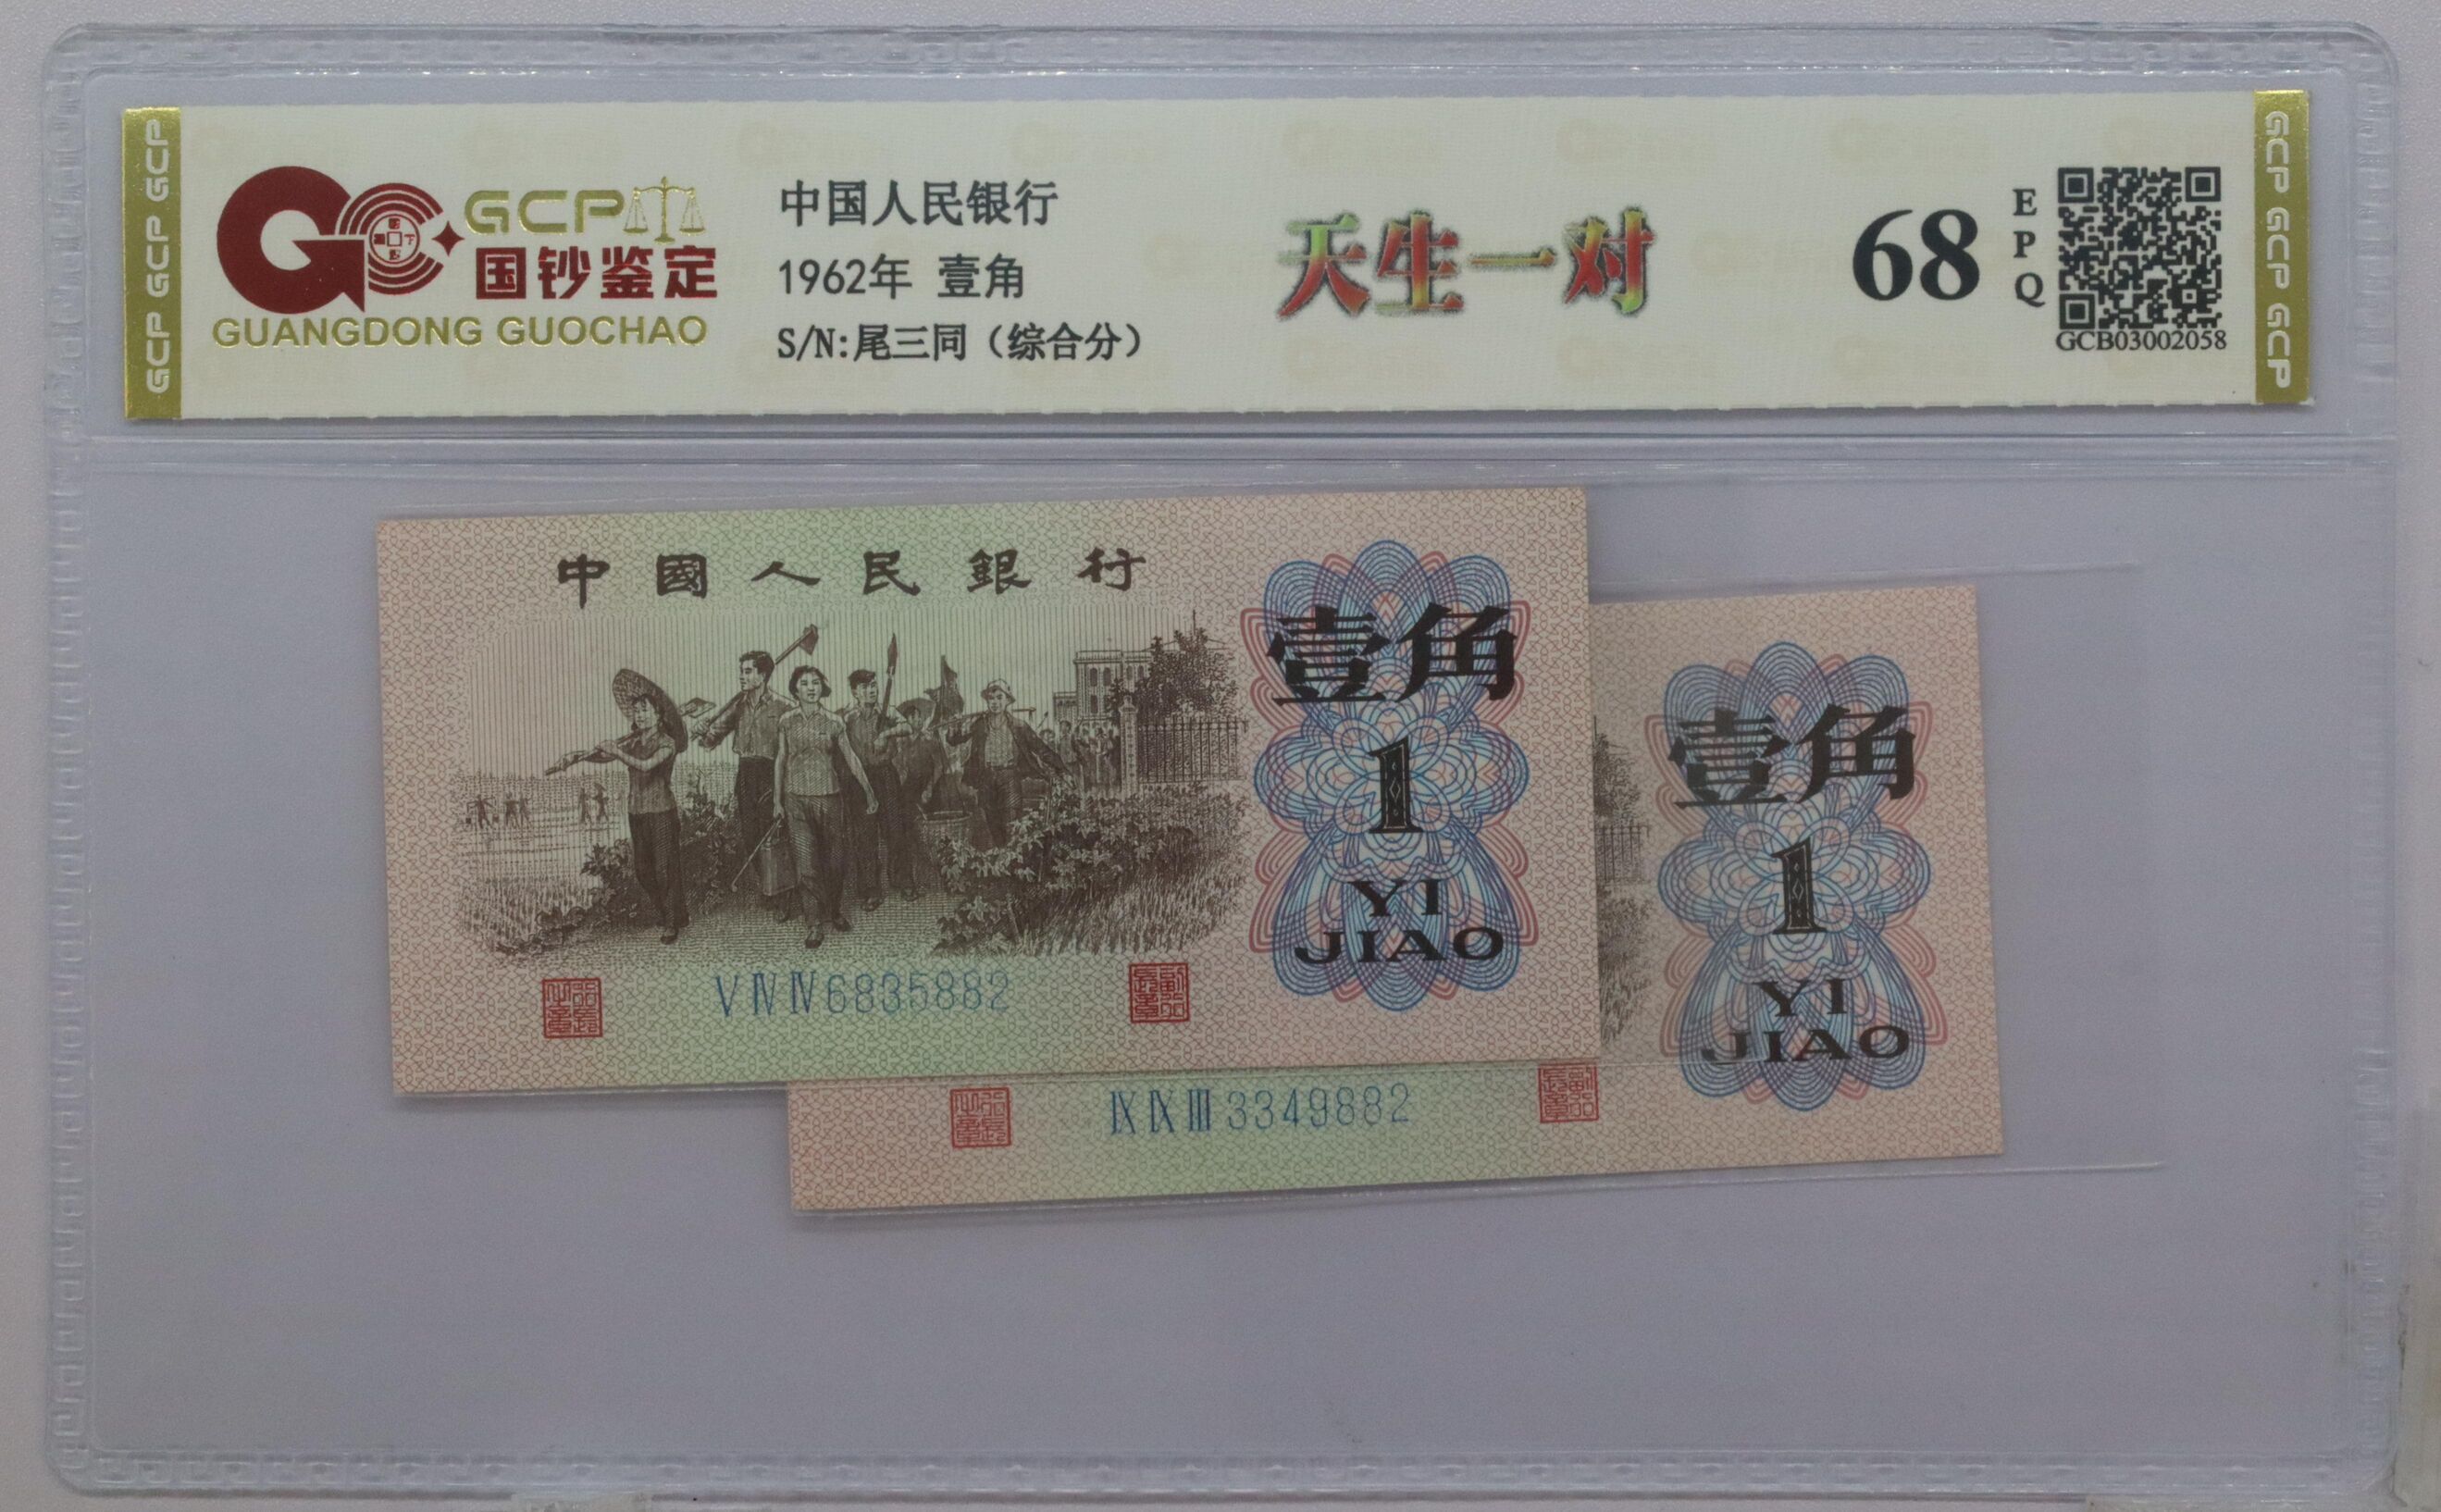 GCP GCP GCP
GCP
国钞鉴定
GUANGDONG GUOCHAO
中国人民银行
1962年 壹角
S/N:尾三同（综合分）
天生一对
68
EPQ
GCB03002058
GCP GCP GCP
中國人民銀行
壹角
1
YI
JIAO
ⅤⅣⅣ6835882
壹角
1
YI
JIAO
ⅨⅨⅢ3349882